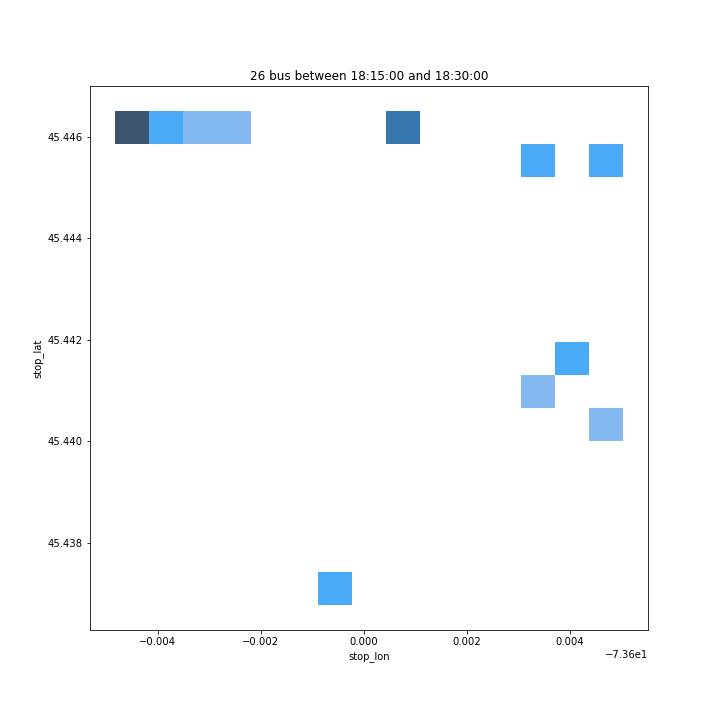 26 bus between 18:15:00 and 18:30:00
45.446
45.444
45.442
45.440
45.438
stop_lat
−0.004 −0.002 0.000 0.002 0.004
stop_lon
−7.36e1